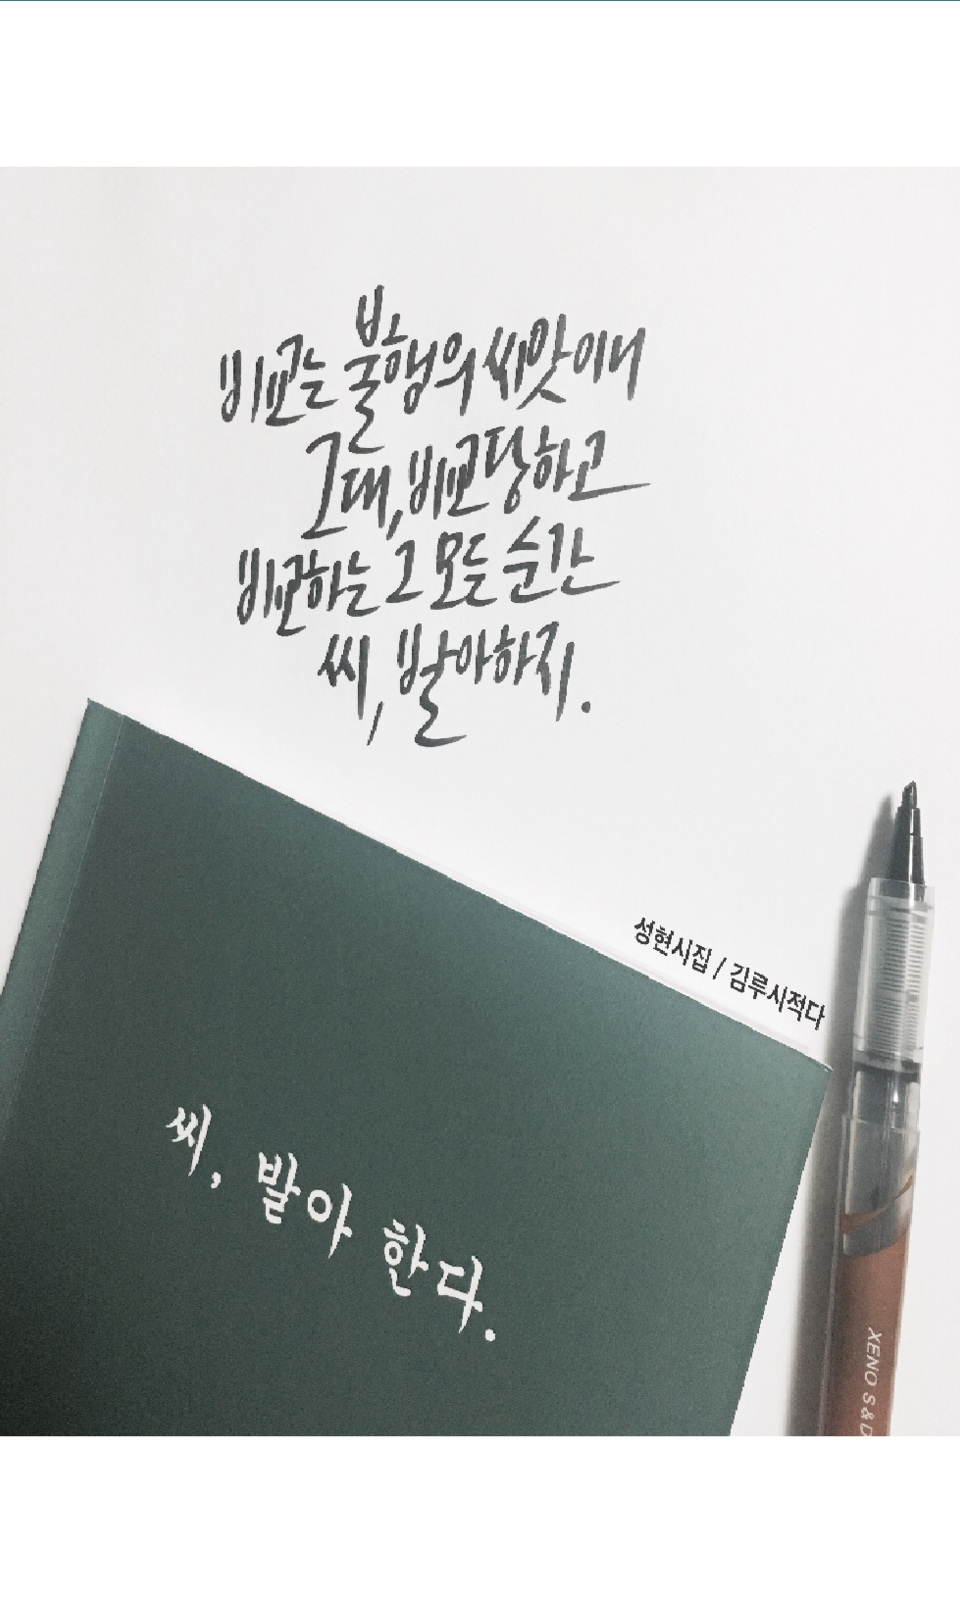 비교는 불행의 씨앗이니
그대, 비교당하고
비교하는 그 모든 순간
씨, 발아하지.
성현시집 / 김루시적다
씨, 발아 한다.
XENO S & D